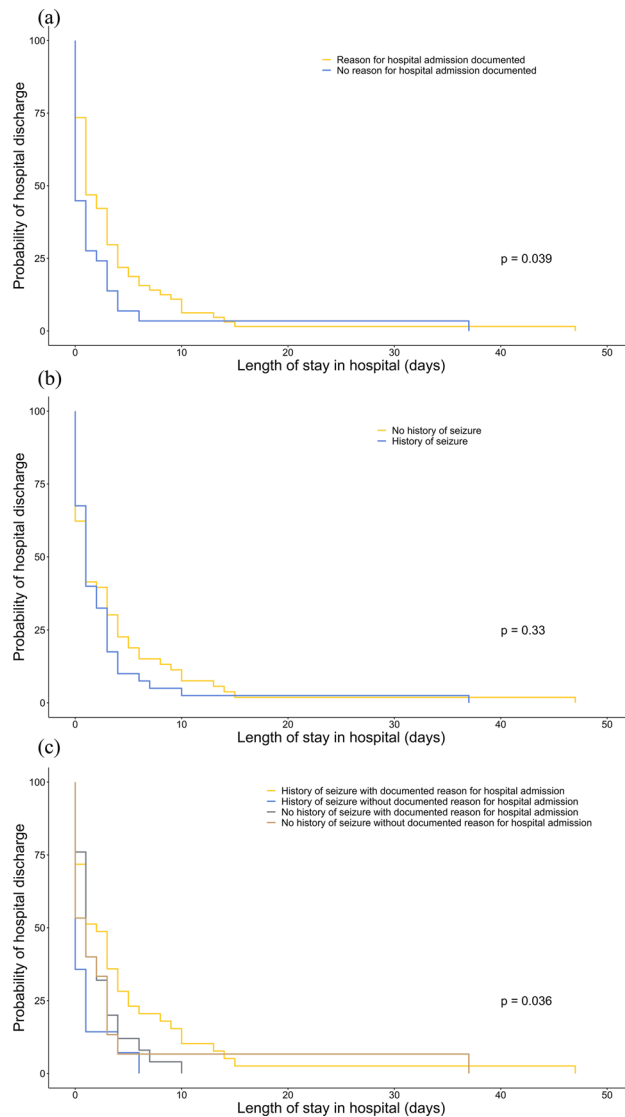 (a)
Reason for hospital admission documented
No reason for hospital admission documented
Probability of hospital discharge
100
75
50
25
0
p = 0.039
0 10 20 30 40 50
Length of stay in hospital (days)
(b)
No history of seizure
History of seizure
Probability of hospital discharge
100
75
50
25
0
p = 0.33
0 10 20 30 40 50
Length of stay in hospital (days)
(c)
History of seizure with documented reason for hospital admission
History of seizure without documented reason for hospital admission
No history of seizure with documented reason for hospital admission
No history of seizure without documented reason for hospital admission
Probability of hospital discharge
100
75
50
25
0
p = 0.036
0 10 20 30 40 50
Length of stay in hospital (days)